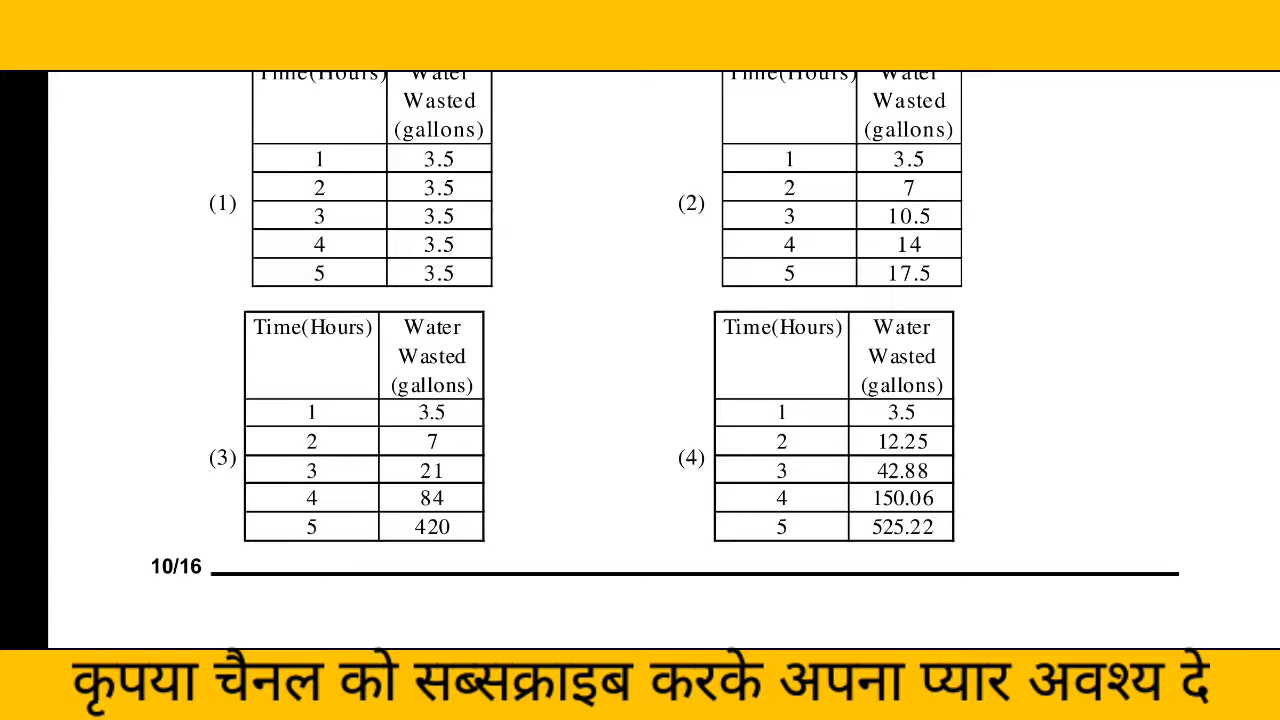 Time(Hours) Water Time(Hours) Water
Wasted Wasted
(gallons) (gallons)
1 3.5 1 3.5
2 3.5 2 7
(1) (2)
3 3.5 3 10.5
4 3.5 4 14
5 3.5 5 17.5
Time(Hours) Water Time(Hours) Water
Wasted Wasted
(gallons) (gallons)
1 3.5 1 3.5
2 7 2 12.25
(3) (4)
3 21 3 42.88
4 84 4 150.06
5 420 5 525.22
10/16
कृपया चैनल को सब्सक्राइब करके अपना प्यार अवश्य दे